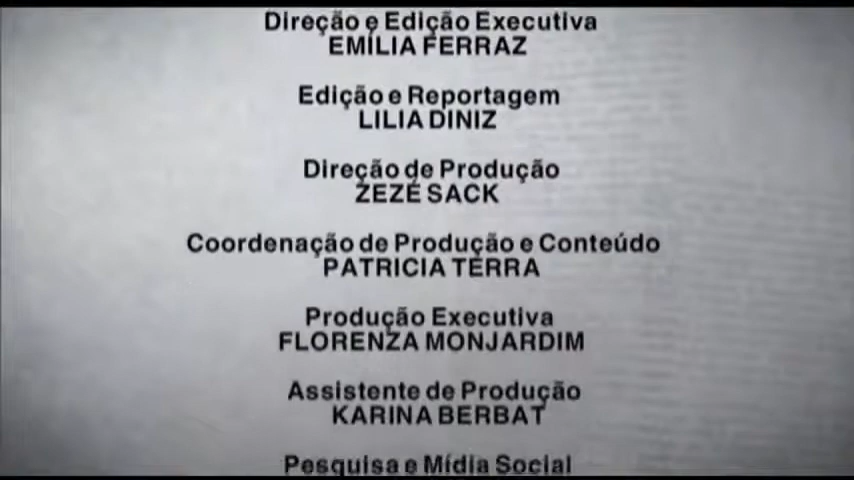 Direção e Edição Executiva
EMÍLIA FERRAZ
Edição e Reportagem
LILIA DINIZ
Direção de Produção
ZEZÉ SACK
Coordenação de Produção e Conteúdo
PATRICIA TERRA
Produção Executiva
FLORENZA MONJARDIM
Assistente de Produção
KARINA BERBAT
Pesquisa e Mídia Social